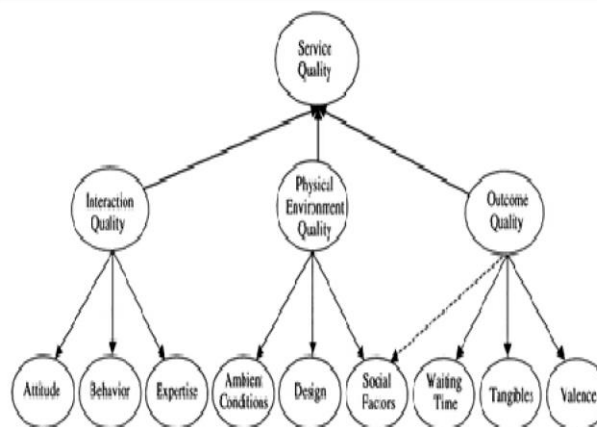 Service
Quality
Interaction
Quality
Physical
Environment
Quality
Outcome
Quality
Attitude
Behavior
Expertise
Ambient
Conditions
Design
Social
Factors
Waiting
Time
Tangibles
Valence